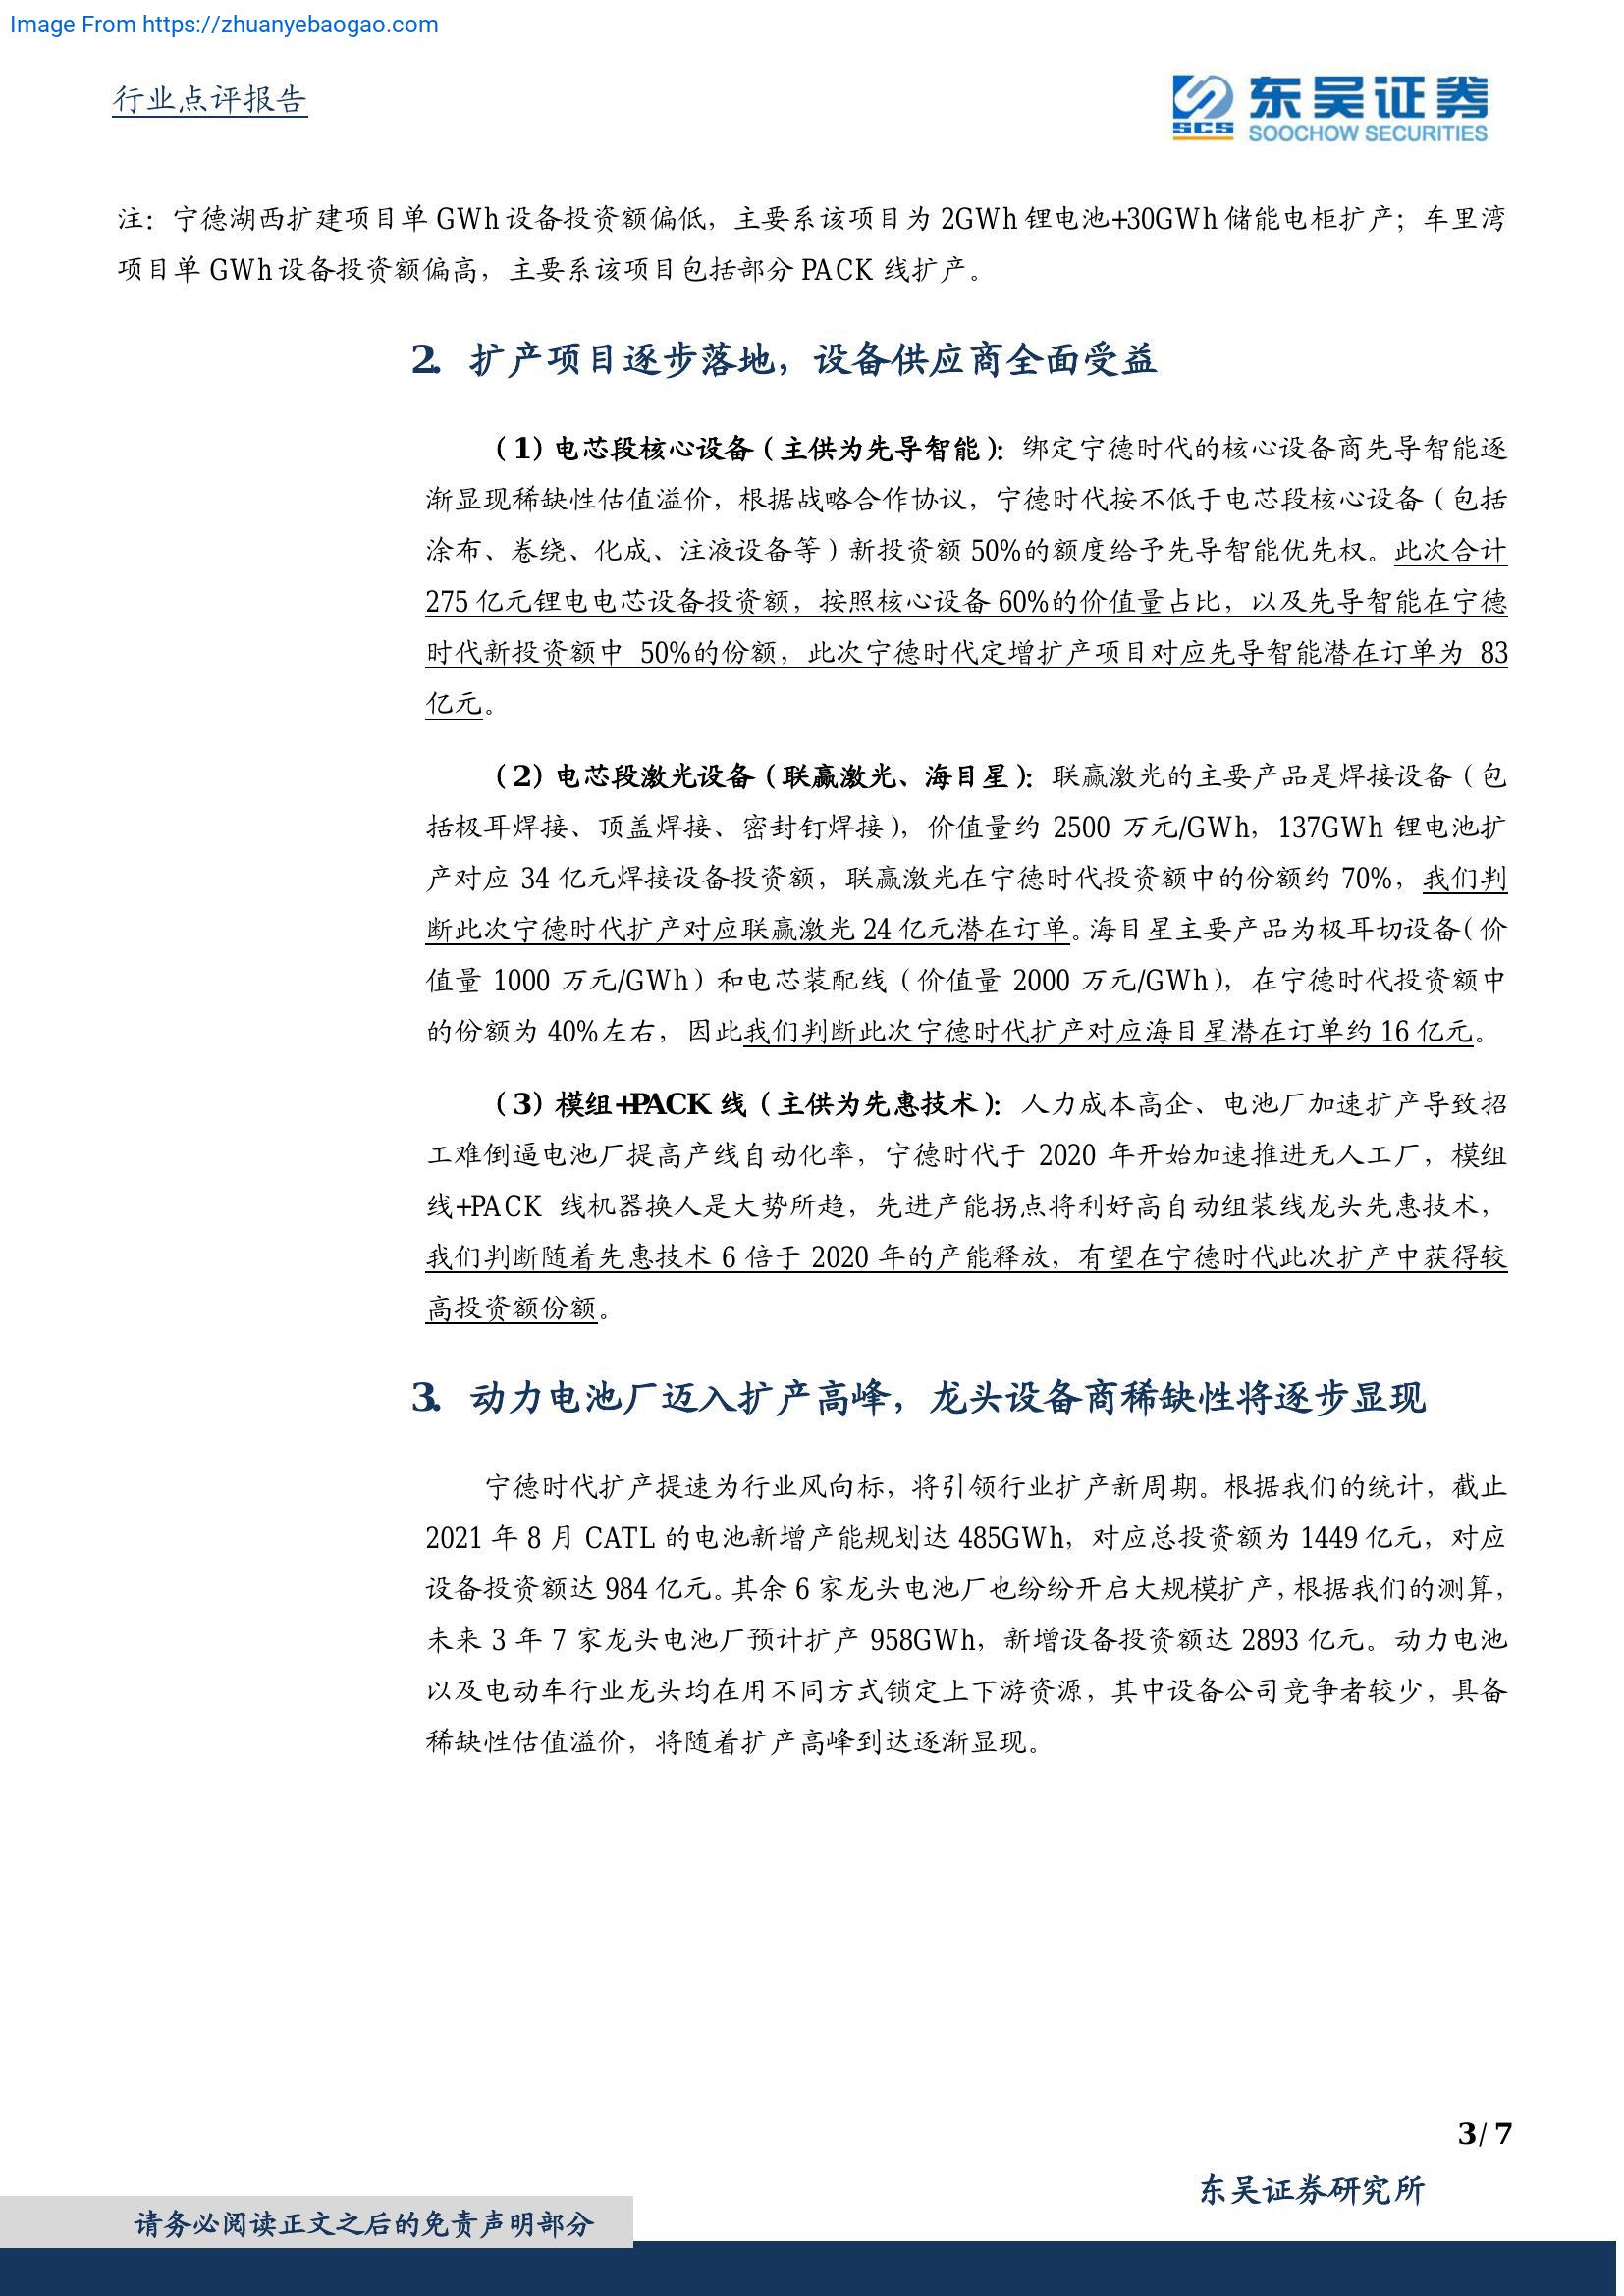 Image From https://zhuanyebaogao.com
行业点评报告
东吴证券
SCS
SOOCHOW SECURITIES
注：宁德湖西扩建项目单 GWh 设备投资额偏低，主要系该项目为 2GWh 锂电池+30GWh 储能电柜扩产；车里湾
项目单 GWh 设备投资额偏高，主要系该项目包括部分 PACK 线扩产。
2. 扩产项目逐步落地，设备供应商全面受益
（1）电芯段核心设备（主供为先导智能）：绑定宁德时代的核心设备商先导智能逐
渐显现稀缺性估值溢价，根据战略合作协议，宁德时代按不低于电芯段核心设备（包括
涂布、卷绕、化成、注液设备等）新投资额 50%的额度给予先导智能优先权。此次合计
275 亿元锂电电芯设备投资额，按照核心设备 60%的价值量占比，以及先导智能在宁德
时代新投资额中 50%的份额，此次宁德时代定增扩产项目对应先导智能潜在订单为 83
亿元。
（2）电芯段激光设备（联赢激光、海目星）：联赢激光的主要产品是焊接设备（包
括极耳焊接、顶盖焊接、密封钉焊接），价值量约 2500 万元/GWh，137GWh 锂电池扩
产对应 34 亿元焊接设备投资额，联赢激光在宁德时代投资额中的份额约 70%，我们判
断此次宁德时代扩产对应联赢激光 24 亿元潜在订单。海目星主要产品为极耳切设备（价
值量 1000 万元/GWh）和电芯装配线（价值量 2000 万元/GWh），在宁德时代投资额中
的份额为 40%左右，因此我们判断此次宁德时代扩产对应海目星潜在订单约 16 亿元。
（3）模组+PACK 线（主供为先惠技术）：人力成本高企、电池厂加速扩产导致招
工难倒逼电池厂提高产线自动化率，宁德时代于 2020 年开始加速推进无人工厂，模组
线+PACK 线机器换人是大势所趋，先进产能拐点将利好高自动组装线龙头先惠技术，
我们判断随着先惠技术 6 倍于 2020 年的产能释放，有望在宁德时代此次扩产中获得较
高投资额份额。
3. 动力电池厂迈入扩产高峰，龙头设备商稀缺性将逐步显现
宁德时代扩产提速为行业风向标，将引领行业扩产新周期。根据我们的统计，截止
2021 年 8 月 CATL 的电池新增产能规划达 485GWh，对应总投资额为 1449 亿元，对应
设备投资额达 984 亿元。其余 6 家龙头电池厂也纷纷开启大规模扩产，根据我们的测算，
未来 3 年 7 家龙头电池厂预计扩产 958GWh，新增设备投资额达 2893 亿元。动力电池
以及电动车行业龙头均在用不同方式锁定上下游资源，其中设备公司竞争者较少，具备
稀缺性估值溢价，将随着扩产高峰到达逐渐显现。
3/ 7
东吴证券研究所
请务必阅读正文之后的免责声明部分